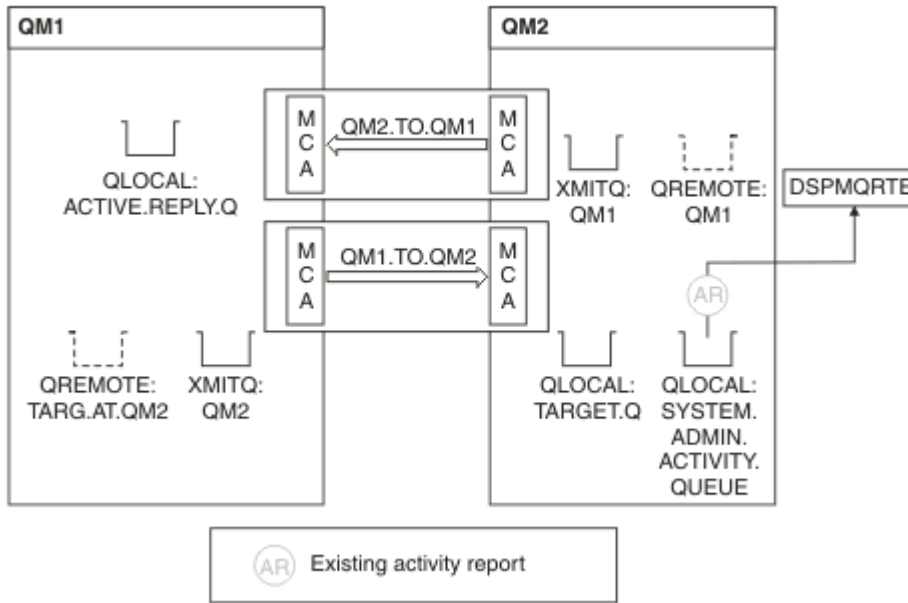 QM1
QM2
M
C
A
QM2.TO.QM1
M
C
A
QLOCAL:
ACTIVE.REPLY.Q
XMITQ:
QM1
QREMOTE:
QM1
DSPMQRTE
M
C
A
QM1.TO.QM2
M
C
A
AR
QREMOTE:
TARG.AT.QM2
XMITQ:
QM2
QLOCAL:
TARGET.Q
QLOCAL:
SYSTEM.
ADMIN.
ACTIVITY.
QUEUE
AR Existing activity report